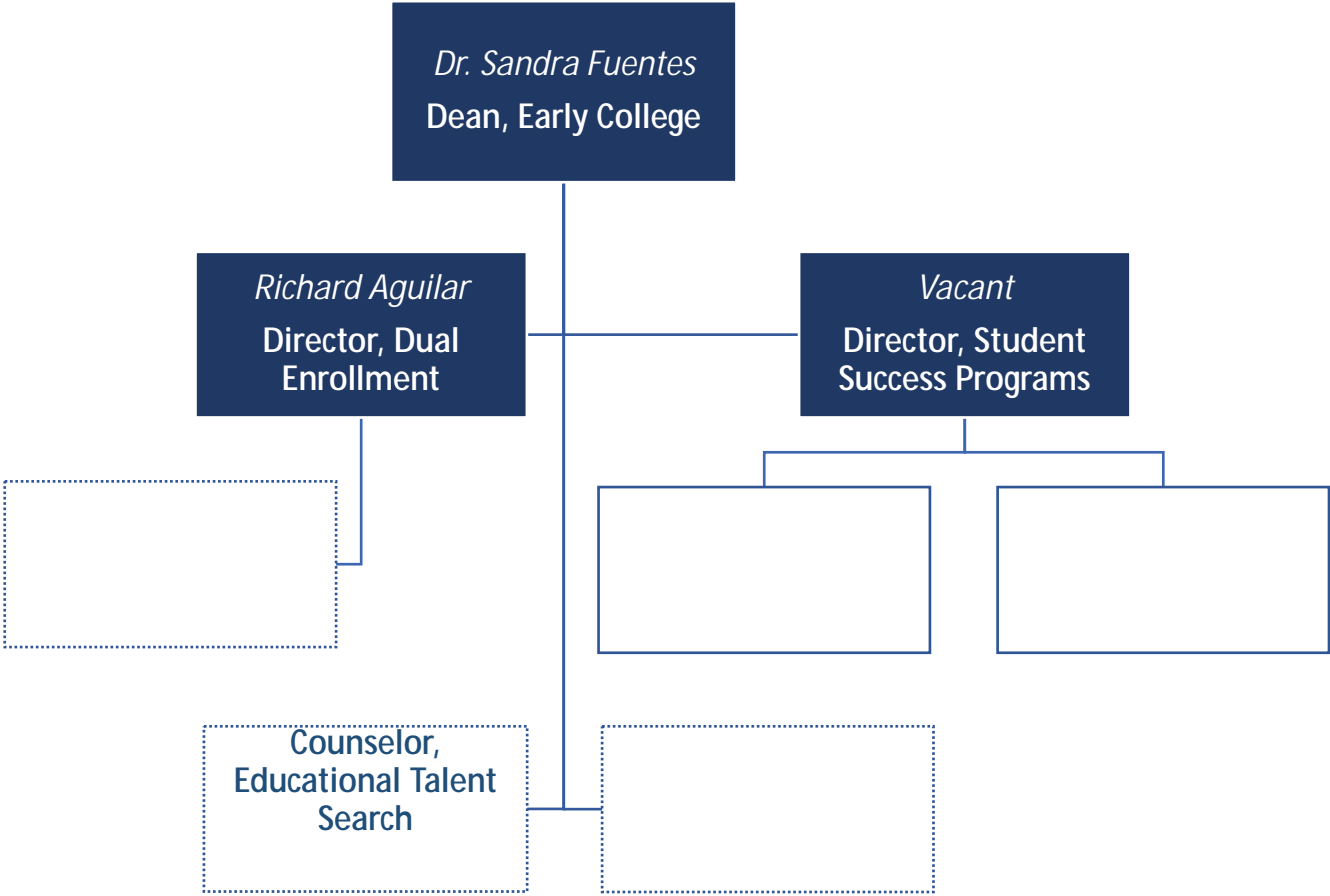 Dr. Sandra Fuentes
Dean, Early College
Richard Aguilar
Director, Dual
Enrollment
Vacant
Director, Student
Success Programs
Counselor,
Educational Talent
Search